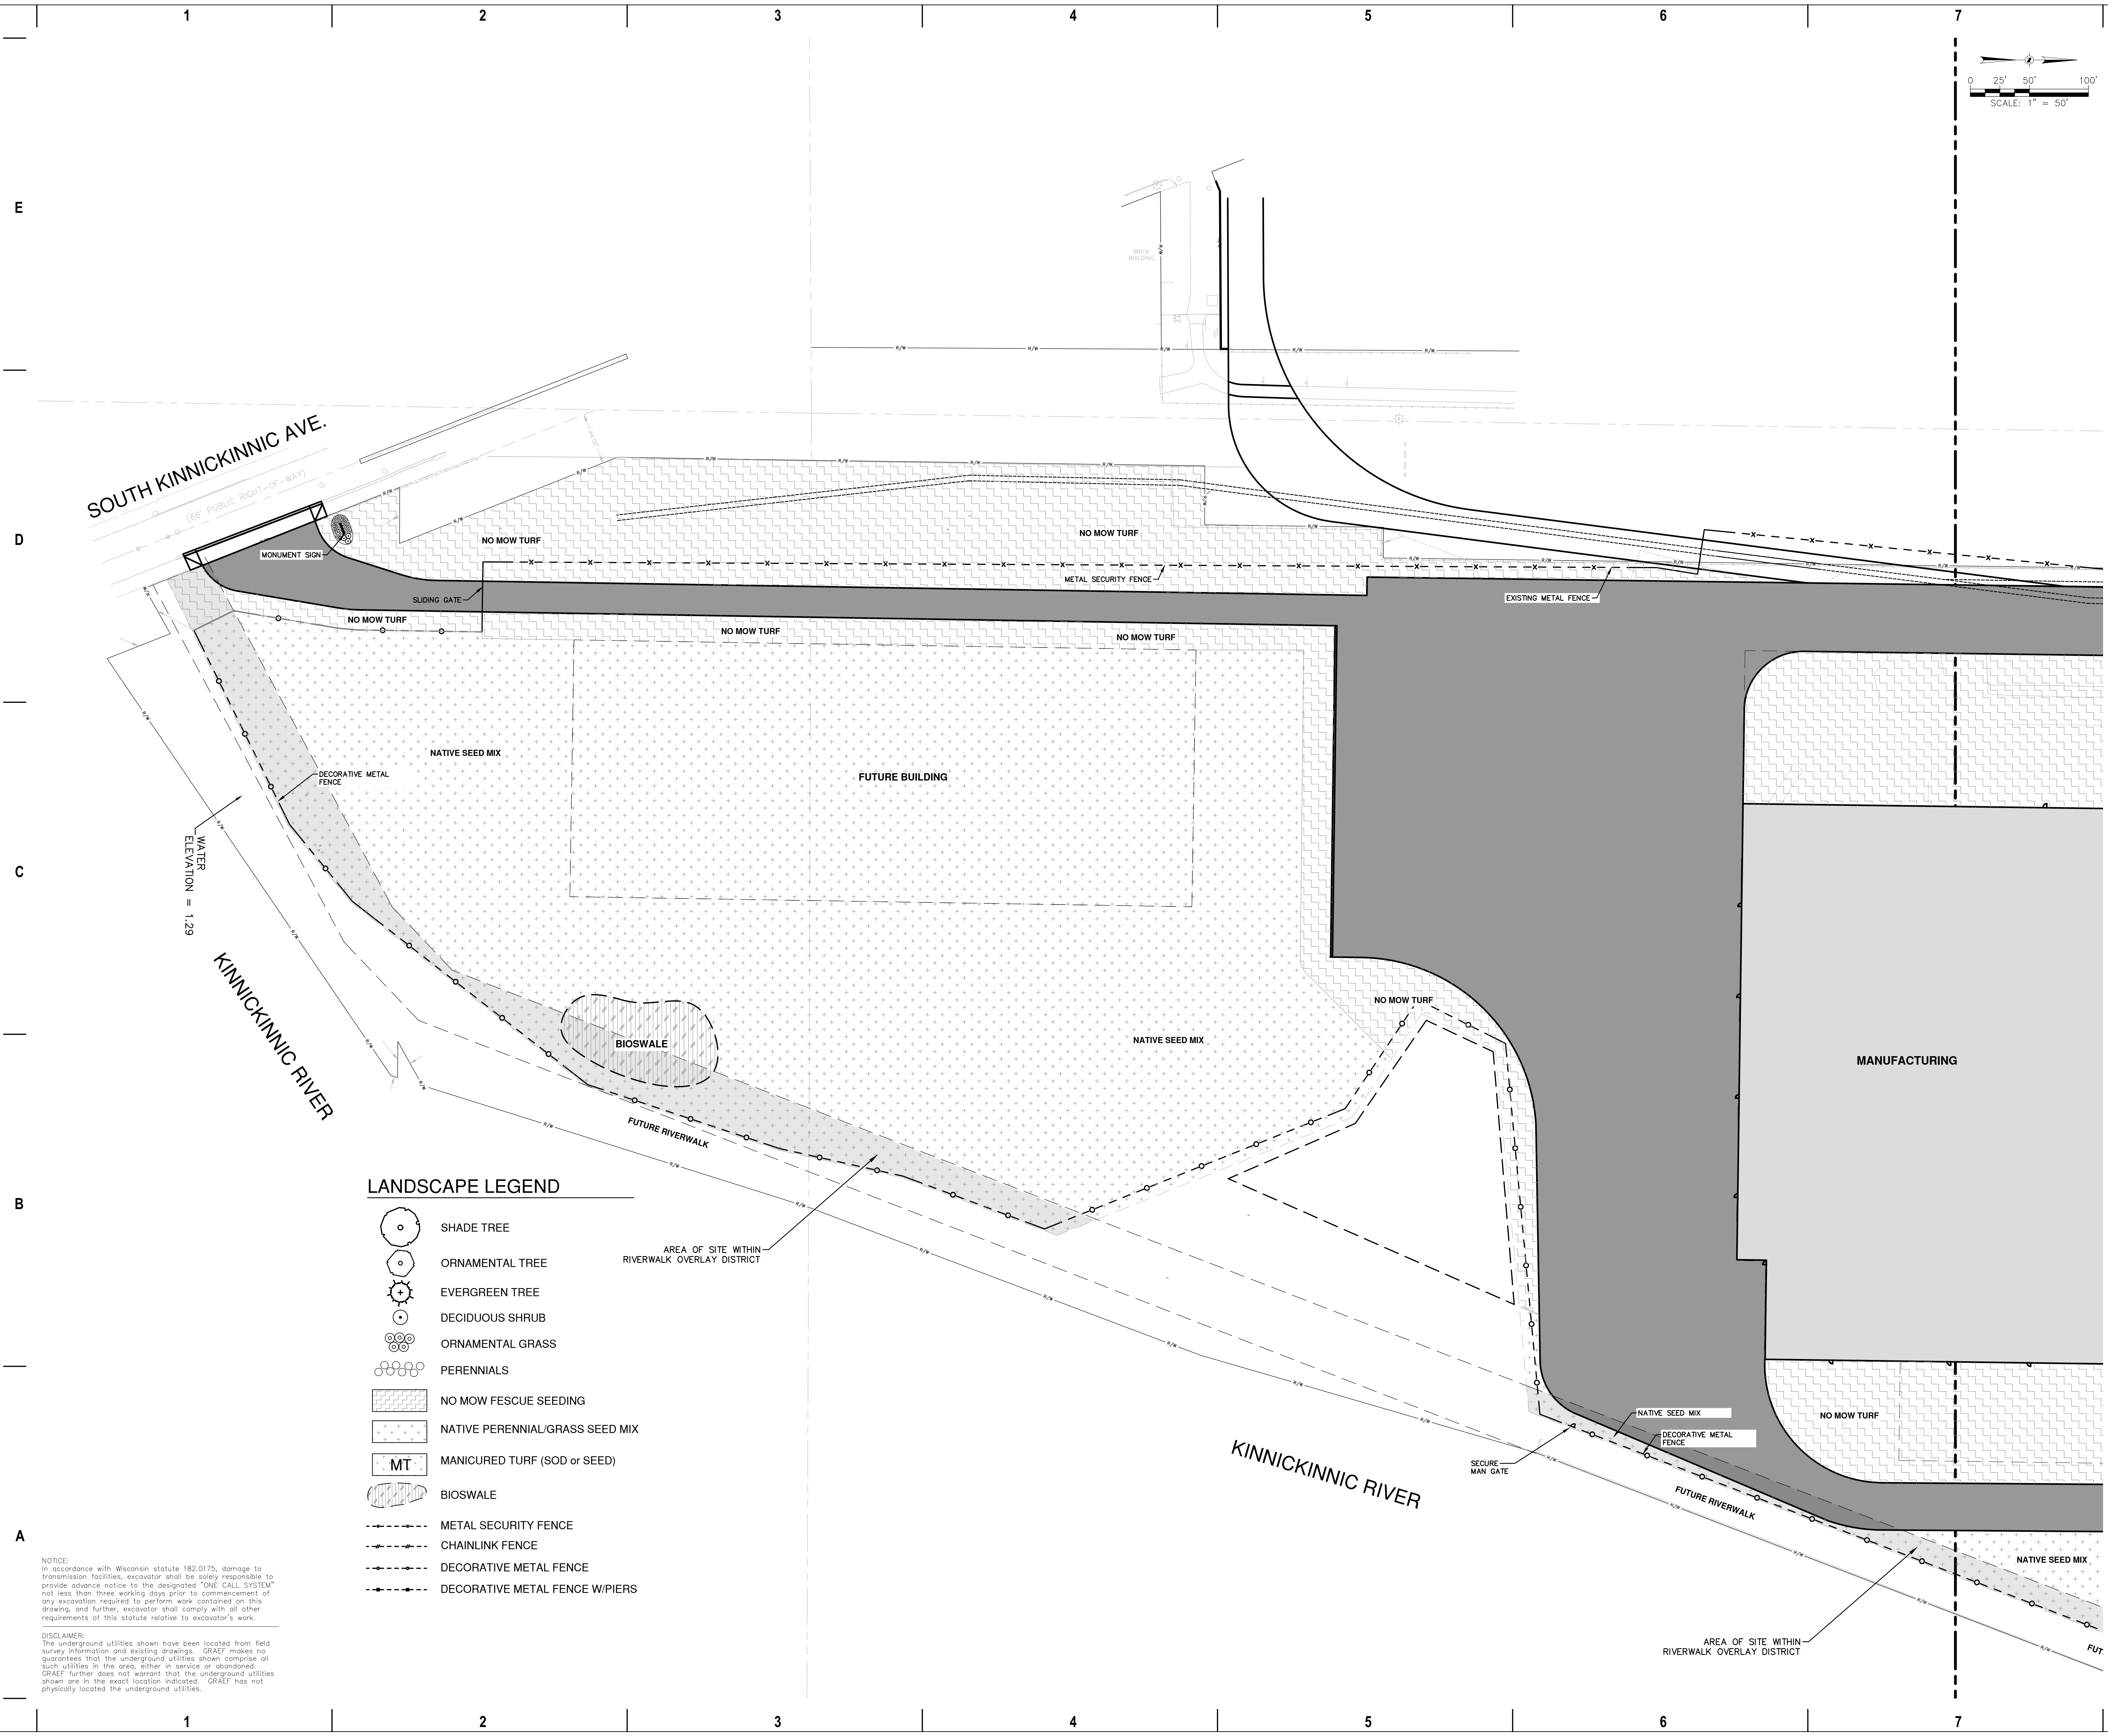 1
2
3
4
5
6
7
0
25'
50'
100'
SCALE: 1" = 50'
E
BRICK
BUILDING
R/W
R/W
R/W
R/W
R/W
R/W
SOUTH KINNICKINNIC AVE.
(66' PUBLIC RIGHT-OF-WAY)
44.00'
R/W
R/W
R/W
R/W
R/W
R/W
R/W
R/W
D
MONUMENT SIGN
NO MOW TURF
NO MOW TURF
R/W
R/W
R/W
R/W
R/W
R/W
METAL SECURITY FENCE
SLIDING GATE
EXISTING METAL FENCE
R/W
NO MOW TURF
NO MOW TURF
NO MOW TURF
R/W
NATIVE SEED MIX
FUTURE BUILDING
DECORATIVE METAL
FENCE
R/W
WATER
ELEVATION = 1.29
C
R/W
KINNICKINNIC RIVER
NO MOW TURF
BIOSWALE
NATIVE SEED MIX
MANUFACTURING
R/W
R/W
R/W
FUTURE RIVERWALK
R/W
LANDSCAPE LEGEND
B
R/W
SHADE TREE
AREA OF SITE WITHIN
RIVERWALK OVERLAY DISTRICT
R/W
ORNAMENTAL TREE
EVERGREEN TREE
R/W
DECIDUOUS SHRUB
ORNAMENTAL GRASS
R/W
PERENNIALS
R/W
NO MOW FESCUE SEEDING
NATIVE SEED MIX
NO MOW TURF
R/W
NATIVE PERENNIAL/GRASS SEED MIX
DECORATIVE METAL
FENCE
KINNICKINNIC RIVER
MT
MANICURED TURF (SOD or SEED)
SECURE
MAN GATE
R/W
BIOSWALE
FUTURE RIVERWALK
R/W
METAL SECURITY FENCE
A
CHAINLINK FENCE
R/W
NATIVE SEED MIX
DECORATIVE METAL FENCE
DECORATIVE METAL FENCE W/PIERS
R/W
AREA OF SITE WITHIN
RIVERWALK OVERLAY DISTRICT
R/W
FUT
NOTICE:
In accordance with Wisconsin statute 182.0175, damage to
transmission facilities, excavator shall be solely responsible to
provide advance notice to the designated "ONE CALL SYSTEM"
not less than three working days prior to commencement of
any excavation required to perform work contained on this
drawing, and further, excavator shall comply with all other
requirements of this statute relative to excavator's work.
DISCLAIMER:
The underground utilities shown have been located from field
survey information and existing drawings. GRAEF makes no
guarantees that the underground utilities shown comprise all
such utilities in the area, either in service or abandoned.
GRAEF further does not warrant that the underground utilities
shown are in the exact location indicated. GRAEF has not
physically located the underground utilities.
1
2
3
4
5
6
7